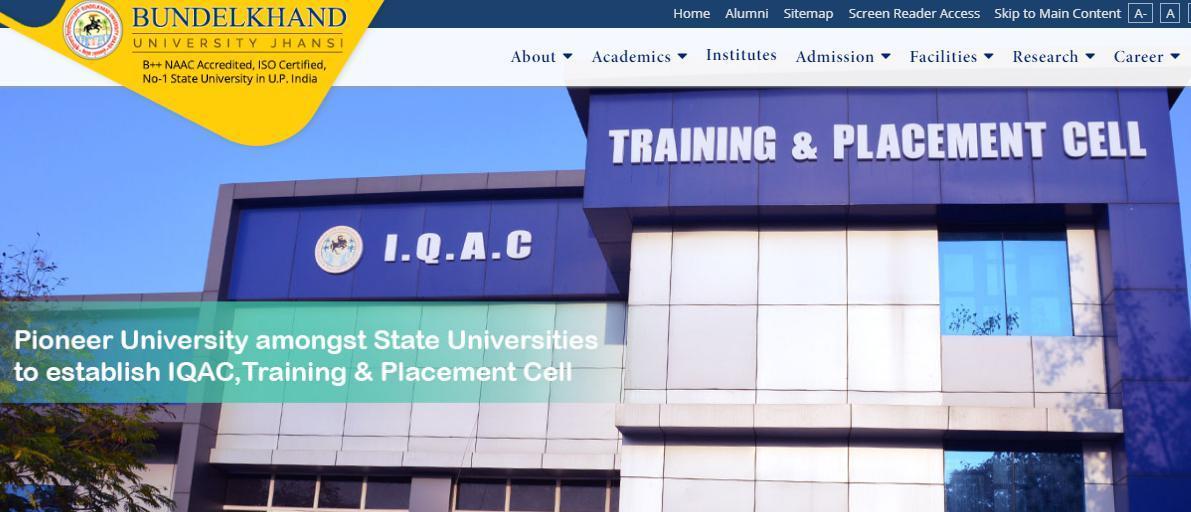 BUNDELKHAND
UNIVERSITY JHANSI
B++ NAAC Accredited, ISO Certified,
No-1 State University in U.P. India
Home Alumni Sitemap Screen Reader Access Skip to Main Content A- A
About Academics Institutes Admission Facilities Research Career
TRAINING & PLACEMENT CELL
I.Q.A.C
Pioneer University amongst State Universities
to establish IQAC,Training & Placement Cell